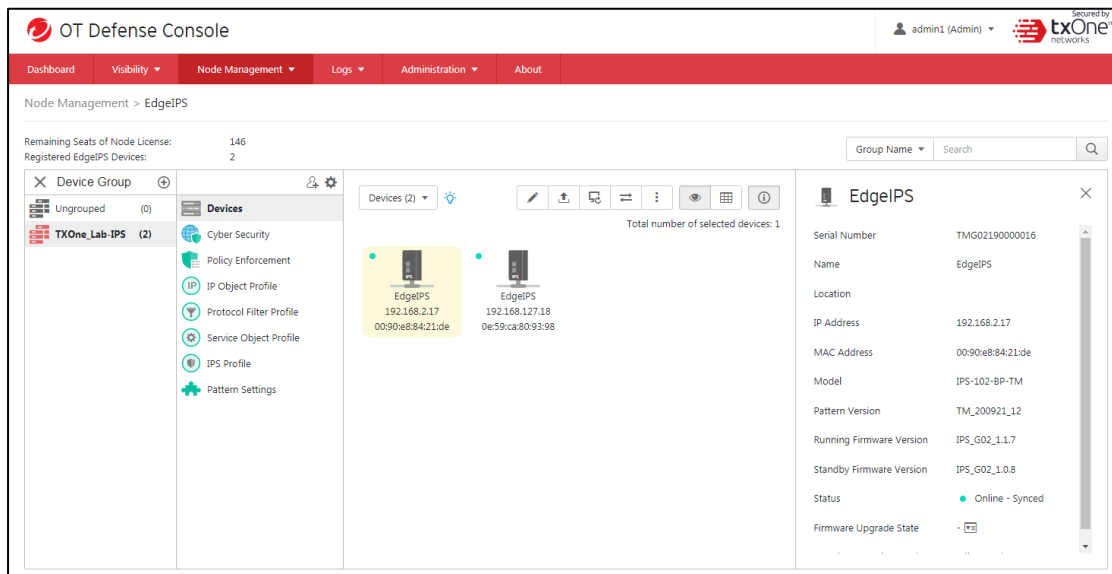 OT Defense Console
admin1 (Admin)
Secured by
txOne
networks
Dashboard Visibility Node Management Logs Administration About
Node Management > EdgeIPS
Remaining Seats of Node License: 146
Registered EdgeIPS Devices: 2
Group Name Search
Device Group
Ungrouped (0)
TXOne_Lab-IPS (2)
Devices
Cyber Security
Policy Enforcement
IP IP Object Profile
Protocol Filter Profile
Service Object Profile
IPS Profile
Pattern Settings
Devices (2)
Total number of selected devices: 1
EdgeIPS
192.168.2.17
00:90:e8:84:21:de
EdgeIPS
192.168.127.18
0e:59:ca:80:93:98
EdgeIPS
Serial Number TMG02190000016
Name EdgeIPS
Location
IP Address 192.168.2.17
MAC Address 00:90:e8:84:21:de
Model IPS-102-BP-TM
Pattern Version TM_200921_12
Running Firmware Version IPS_G02_1.1.7
Standby Firmware Version IPS_G02_1.0.8
Status Online - Synced
Firmware Upgrade State -